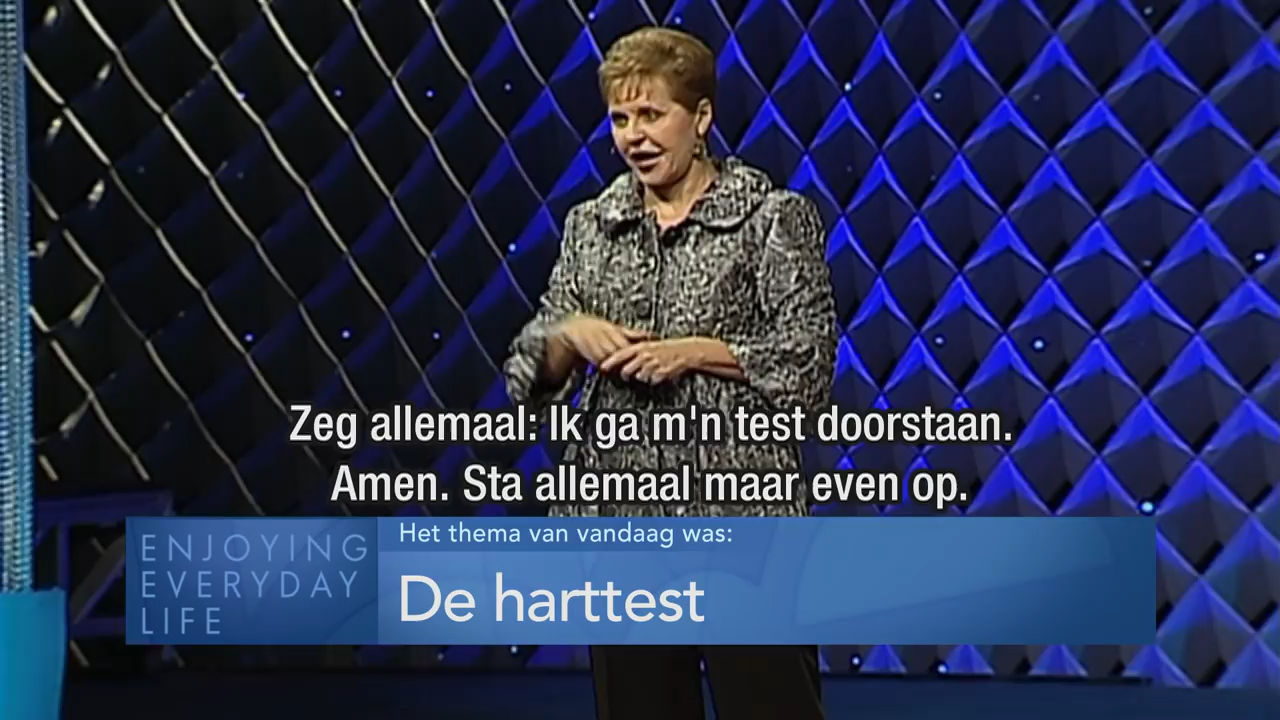 Zeg allemaal: Ik ga m'n test doorstaan.
Amen. Sta allemaal maar even op.
Het thema van vandaag was:
ENJOYING
EVERYDAY
LIFE
De harttest